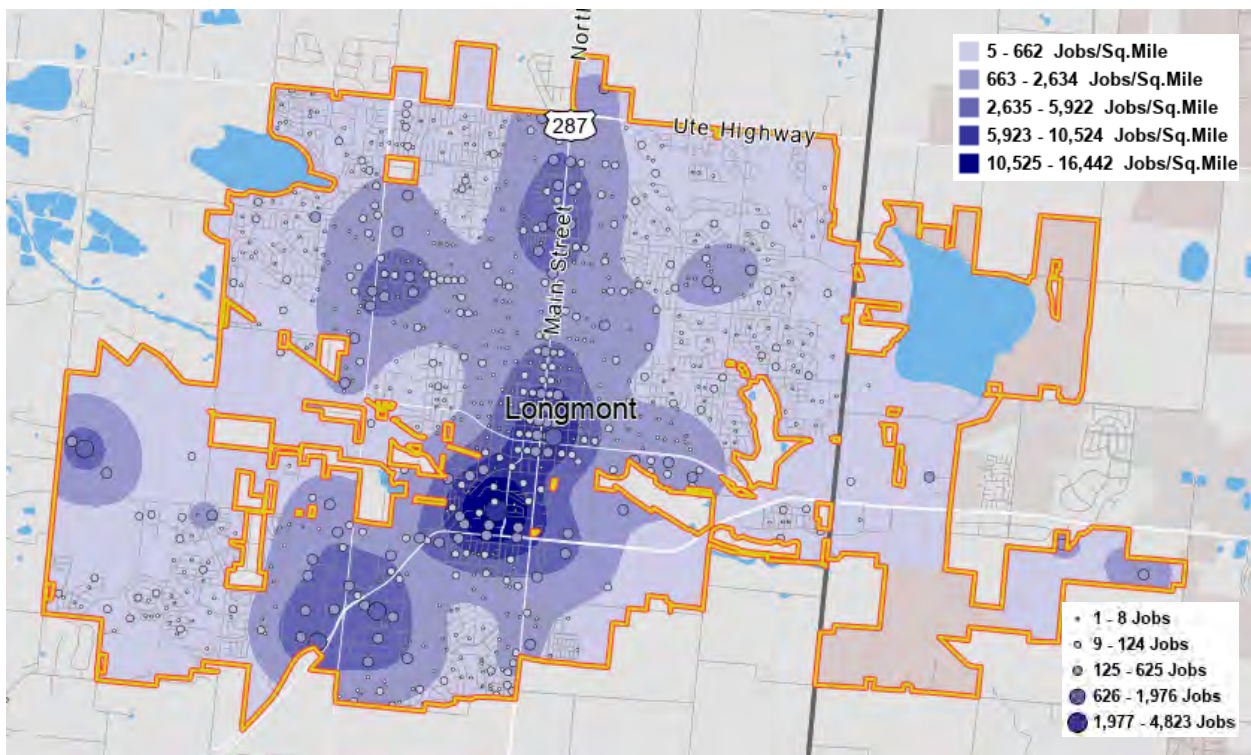 North
287
Ute Highway
5 - 662 Jobs/Sq.Mile
663 - 2,634 Jobs/Sq.Mile
2,635 - 5,922 Jobs/Sq.Mile
5,923 - 10,524 Jobs/Sq.Mile
10,525 - 16,442 Jobs/Sq.Mile
Main Street
Longmont
1 - 8 Jobs
9 - 124 Jobs
125 - 625 Jobs
626 - 1,976 Jobs
1,977 - 4,823 Jobs